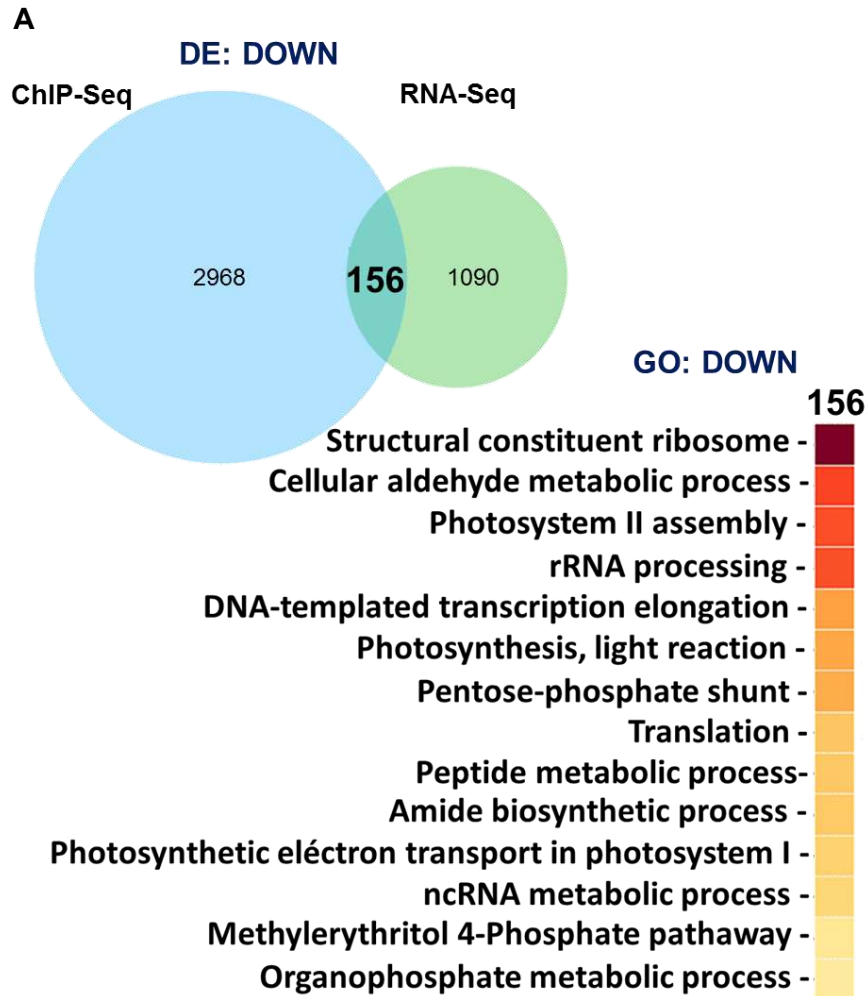 A
DE: DOWN
ChIP-Seq
RNA-Seq
2968
156
1090
GO: DOWN
156
Structural constituent ribosome -
Cellular aldehyde metabolic process -
Photosystem II assembly -
rRNA processing -
DNA-templated transcription elongation -
Photosynthesis, light reaction -
Pentose-phosphate shunt -
Translation -
Peptide metabolic process-
Amide biosynthetic process -
Photosynthetic eléctron transport in photosystem I -
ncRNA metabolic process -
Methylerythritol 4-Phosphate pathaway -
Organophosphate metabolic process -